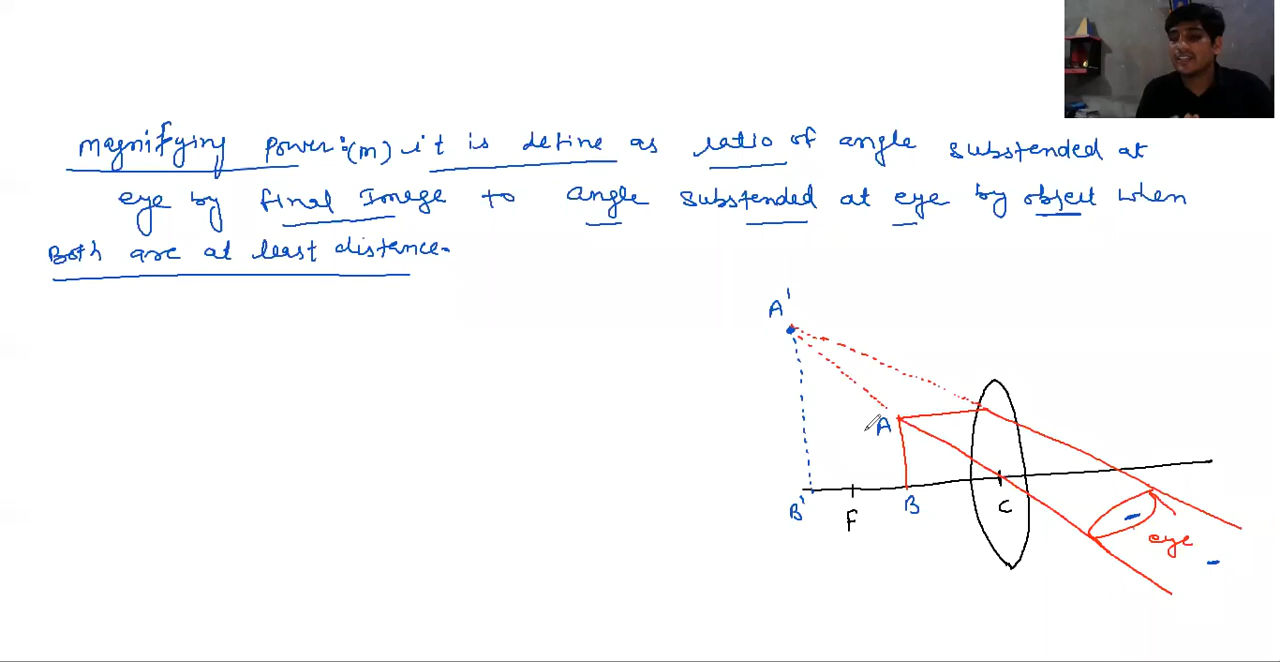 magnifying power:(m) it is define as ratio of angle substended at
eye by final Image to angle substended at eye by object when
Both are at least distance.
A'
A
B'
F
B
C
eye